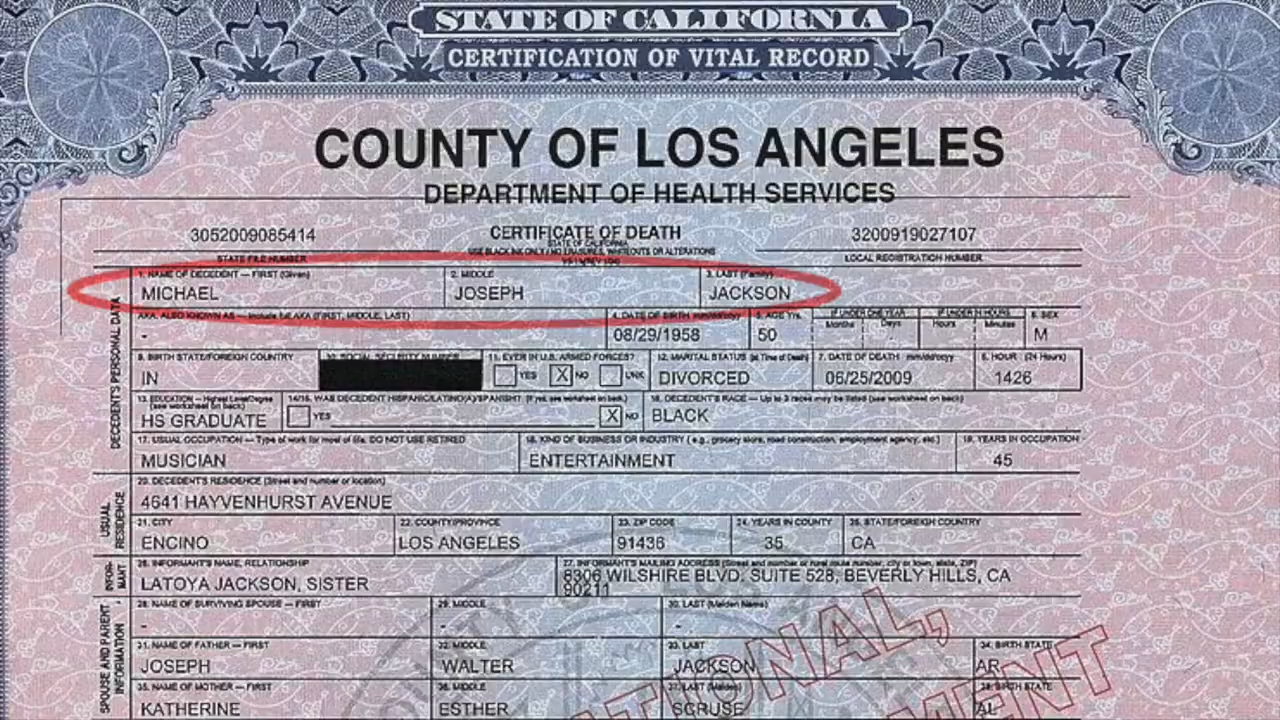 STATE OF CALIFORNIA
CERTIFICATION OF VITAL RECORD
COUNTY OF LOS ANGELES
DEPARTMENT OF HEALTH SERVICES
3052009085414 CERTIFICATE OF DEATH 3200919027107
STATE OF CALIFORNIA
USE BLACK INK ONLY / NO ERASURES, WHITEOUTS OR ALTERATIONS
STATE FILE NUMBER LOCAL REGISTRATION NUMBER
DECEDENT'S PERSONAL DATA
1. NAME OF DECEDENT — FIRST (Given) 2. MIDDLE 3. LAST (Family)
MICHAEL JOSEPH JACKSON
AKA. ALSO KNOWN AS — Include full AKA (FIRST, MIDDLE, LAST) 4. DATE OF BIRTH mm/dd/ccyy 5. AGE Yrs. IF UNDER ONE YEAR IF UNDER 24 HOURS 6. SEX
Months Days Hours Minutes
- 08/29/1958 50 M
9. BIRTH STATE/FOREIGN COUNTRY 10. SOCIAL SECURITY NUMBER 11. EVER IN U.S. ARMED FORCES? 12. MARITAL STATUS (at Time of Death) 7. DATE OF DEATH mm/dd/ccyy 8. HOUR (24 Hours)
IN YES X NO UNK DIVORCED 06/25/2009 1426
13. EDUCATION — Highest Level/Degree (see worksheet on back) 14/15. WAS DECEDENT HISPANIC/LATINO(A)/SPANISH? (If yes, see worksheet on back.) 16. DECEDENT'S RACE — Up to 3 races may be listed (see worksheet on back)
HS GRADUATE YES X NO BLACK
17. USUAL OCCUPATION — Type of work for most of life. DO NOT USE RETIRED 18. KIND OF BUSINESS OR INDUSTRY (e.g., grocery store, road construction, employment agency, etc.) 19. YEARS IN OCCUPATION
MUSICIAN ENTERTAINMENT 45
USUAL RESIDENCE
20. DECEDENT'S RESIDENCE (Street and number or location)
4641 HAYVENHURST AVENUE
21. CITY 22. COUNTY/PROVINCE 23. ZIP CODE 24. YEARS IN COUNTY 25. STATE/FOREIGN COUNTRY
ENCINO LOS ANGELES 91436 35 CA
INFOR-MANT
26. INFORMANT'S NAME, RELATIONSHIP 27. INFORMANT'S MAILING ADDRESS (Street and number or rural route number, city or town, state, ZIP)
LATOYA JACKSON, SISTER 8306 WILSHIRE BLVD. SUITE 528, BEVERLY HILLS, CA
90211
SPOUSE AND PARENT INFORMATION
28. NAME OF SURVIVING SPOUSE — FIRST 29. MIDDLE 30. LAST (Maiden Name)
- - -
31. NAME OF FATHER — FIRST 32. MIDDLE 33. LAST 34. BIRTH STATE
JOSEPH WALTER JACKSON AR
35. NAME OF MOTHER — FIRST 36. MIDDLE 37. LAST (Maiden) 38. BIRTH STATE
KATHERINE ESTHER SCRUSE AL